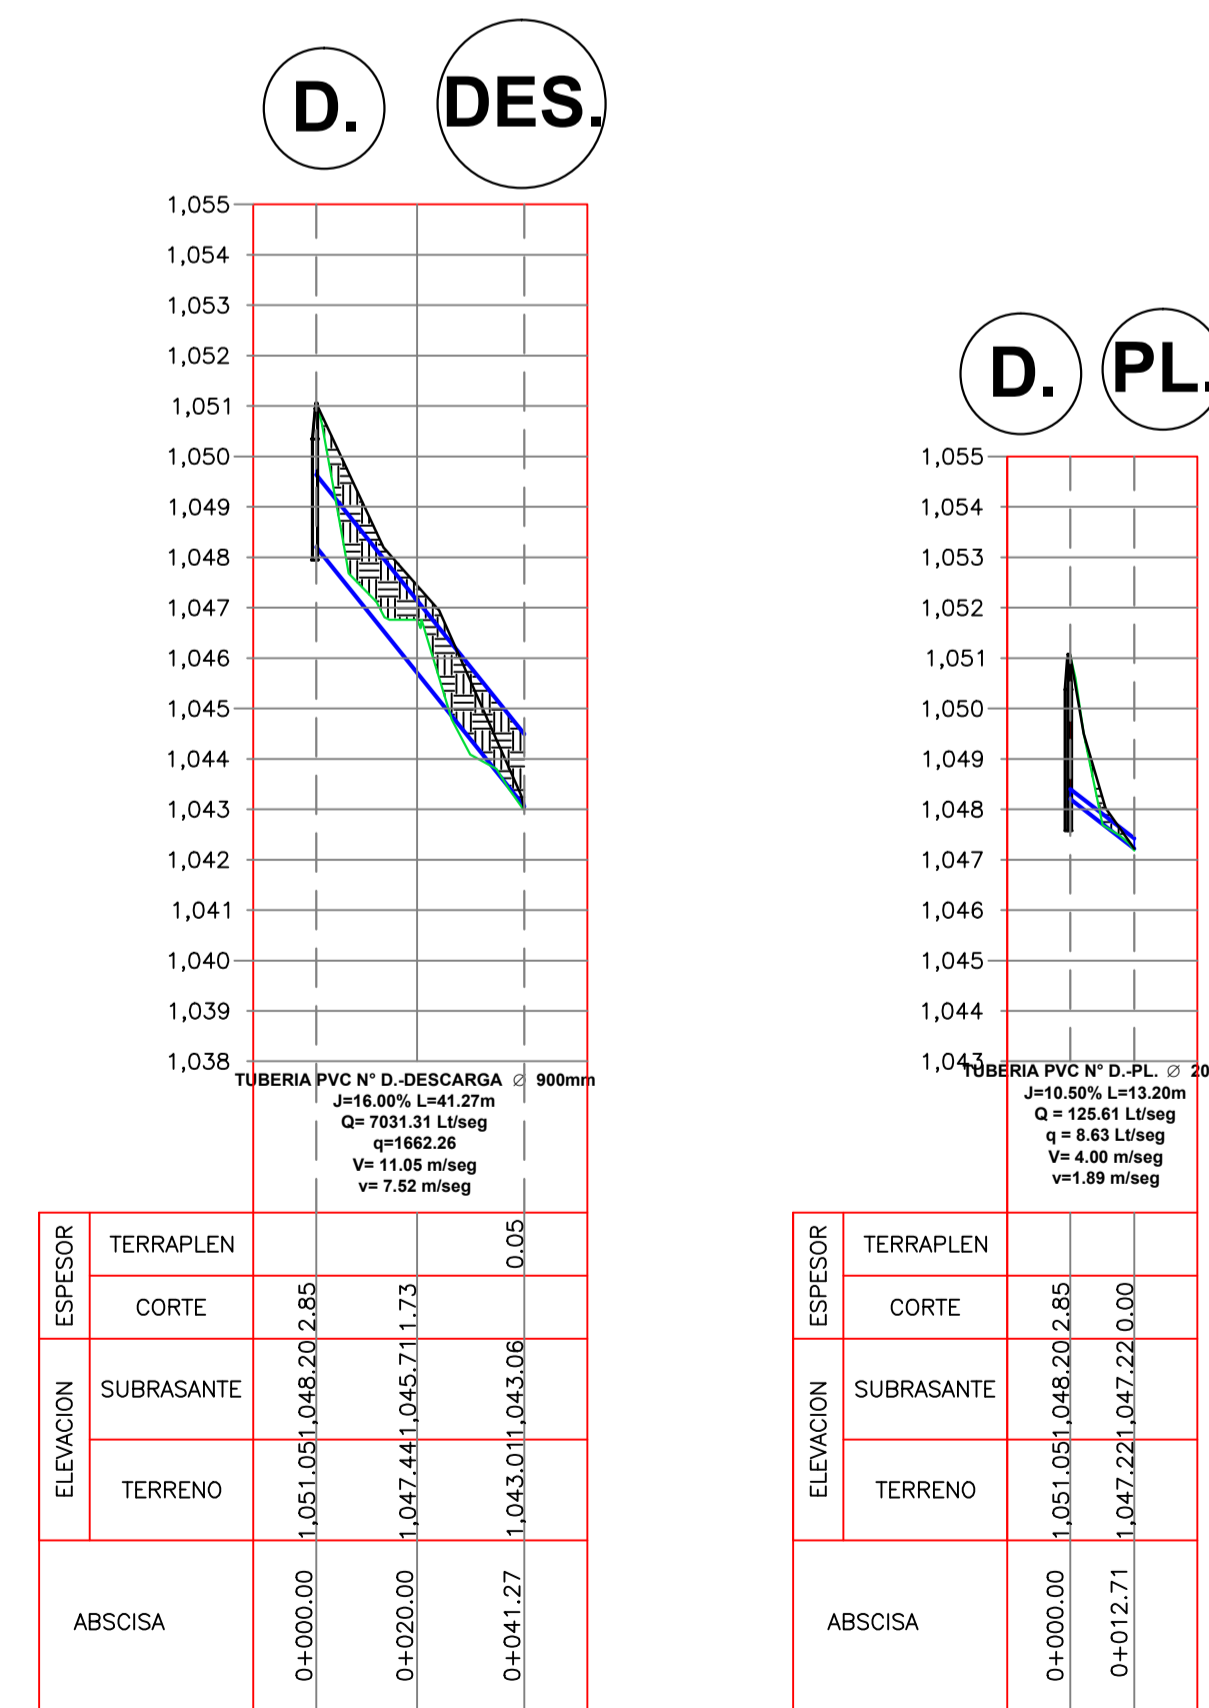 D.
DES.
1,055
1,054
1,053
1,052
1,051
1,050
1,049
1,048
1,047
1,046
1,045
1,044
1,043
1,042
1,041
1,040
1,039
1,038
TUBERIA PVC N° D.-DESCARGA ∅ 900mm
J=16.00% L=41.27m
Q= 7031.31 Lt/seg
q=1662.26
V= 11.05 m/seg
v= 7.52 m/seg
ESPESOR
TERRAPLEN
0.05
CORTE
2.85
1.73
ELEVACION
SUBRASANTE
1,048.20
1,045.71
1,043.06
TERRENO
1,051.05
1,047.44
1,043.01
ABSCISA
0+000.00
0+020.00
0+041.27
D.
PL.
1,055
1,054
1,053
1,052
1,051
1,050
1,049
1,048
1,047
1,046
1,045
1,044
1,043
TUBERIA PVC N° D.-PL. ∅ 20
J=10.50% L=13.20m
Q = 125.61 Lt/seg
q = 8.63 Lt/seg
V= 4.00 m/seg
v=1.89 m/seg
ESPESOR
TERRAPLEN
CORTE
2.85
0.00
ELEVACION
SUBRASANTE
1,048.20
1,047.22
TERRENO
1,051.05
1,047.22
ABSCISA
0+000.00
0+012.71